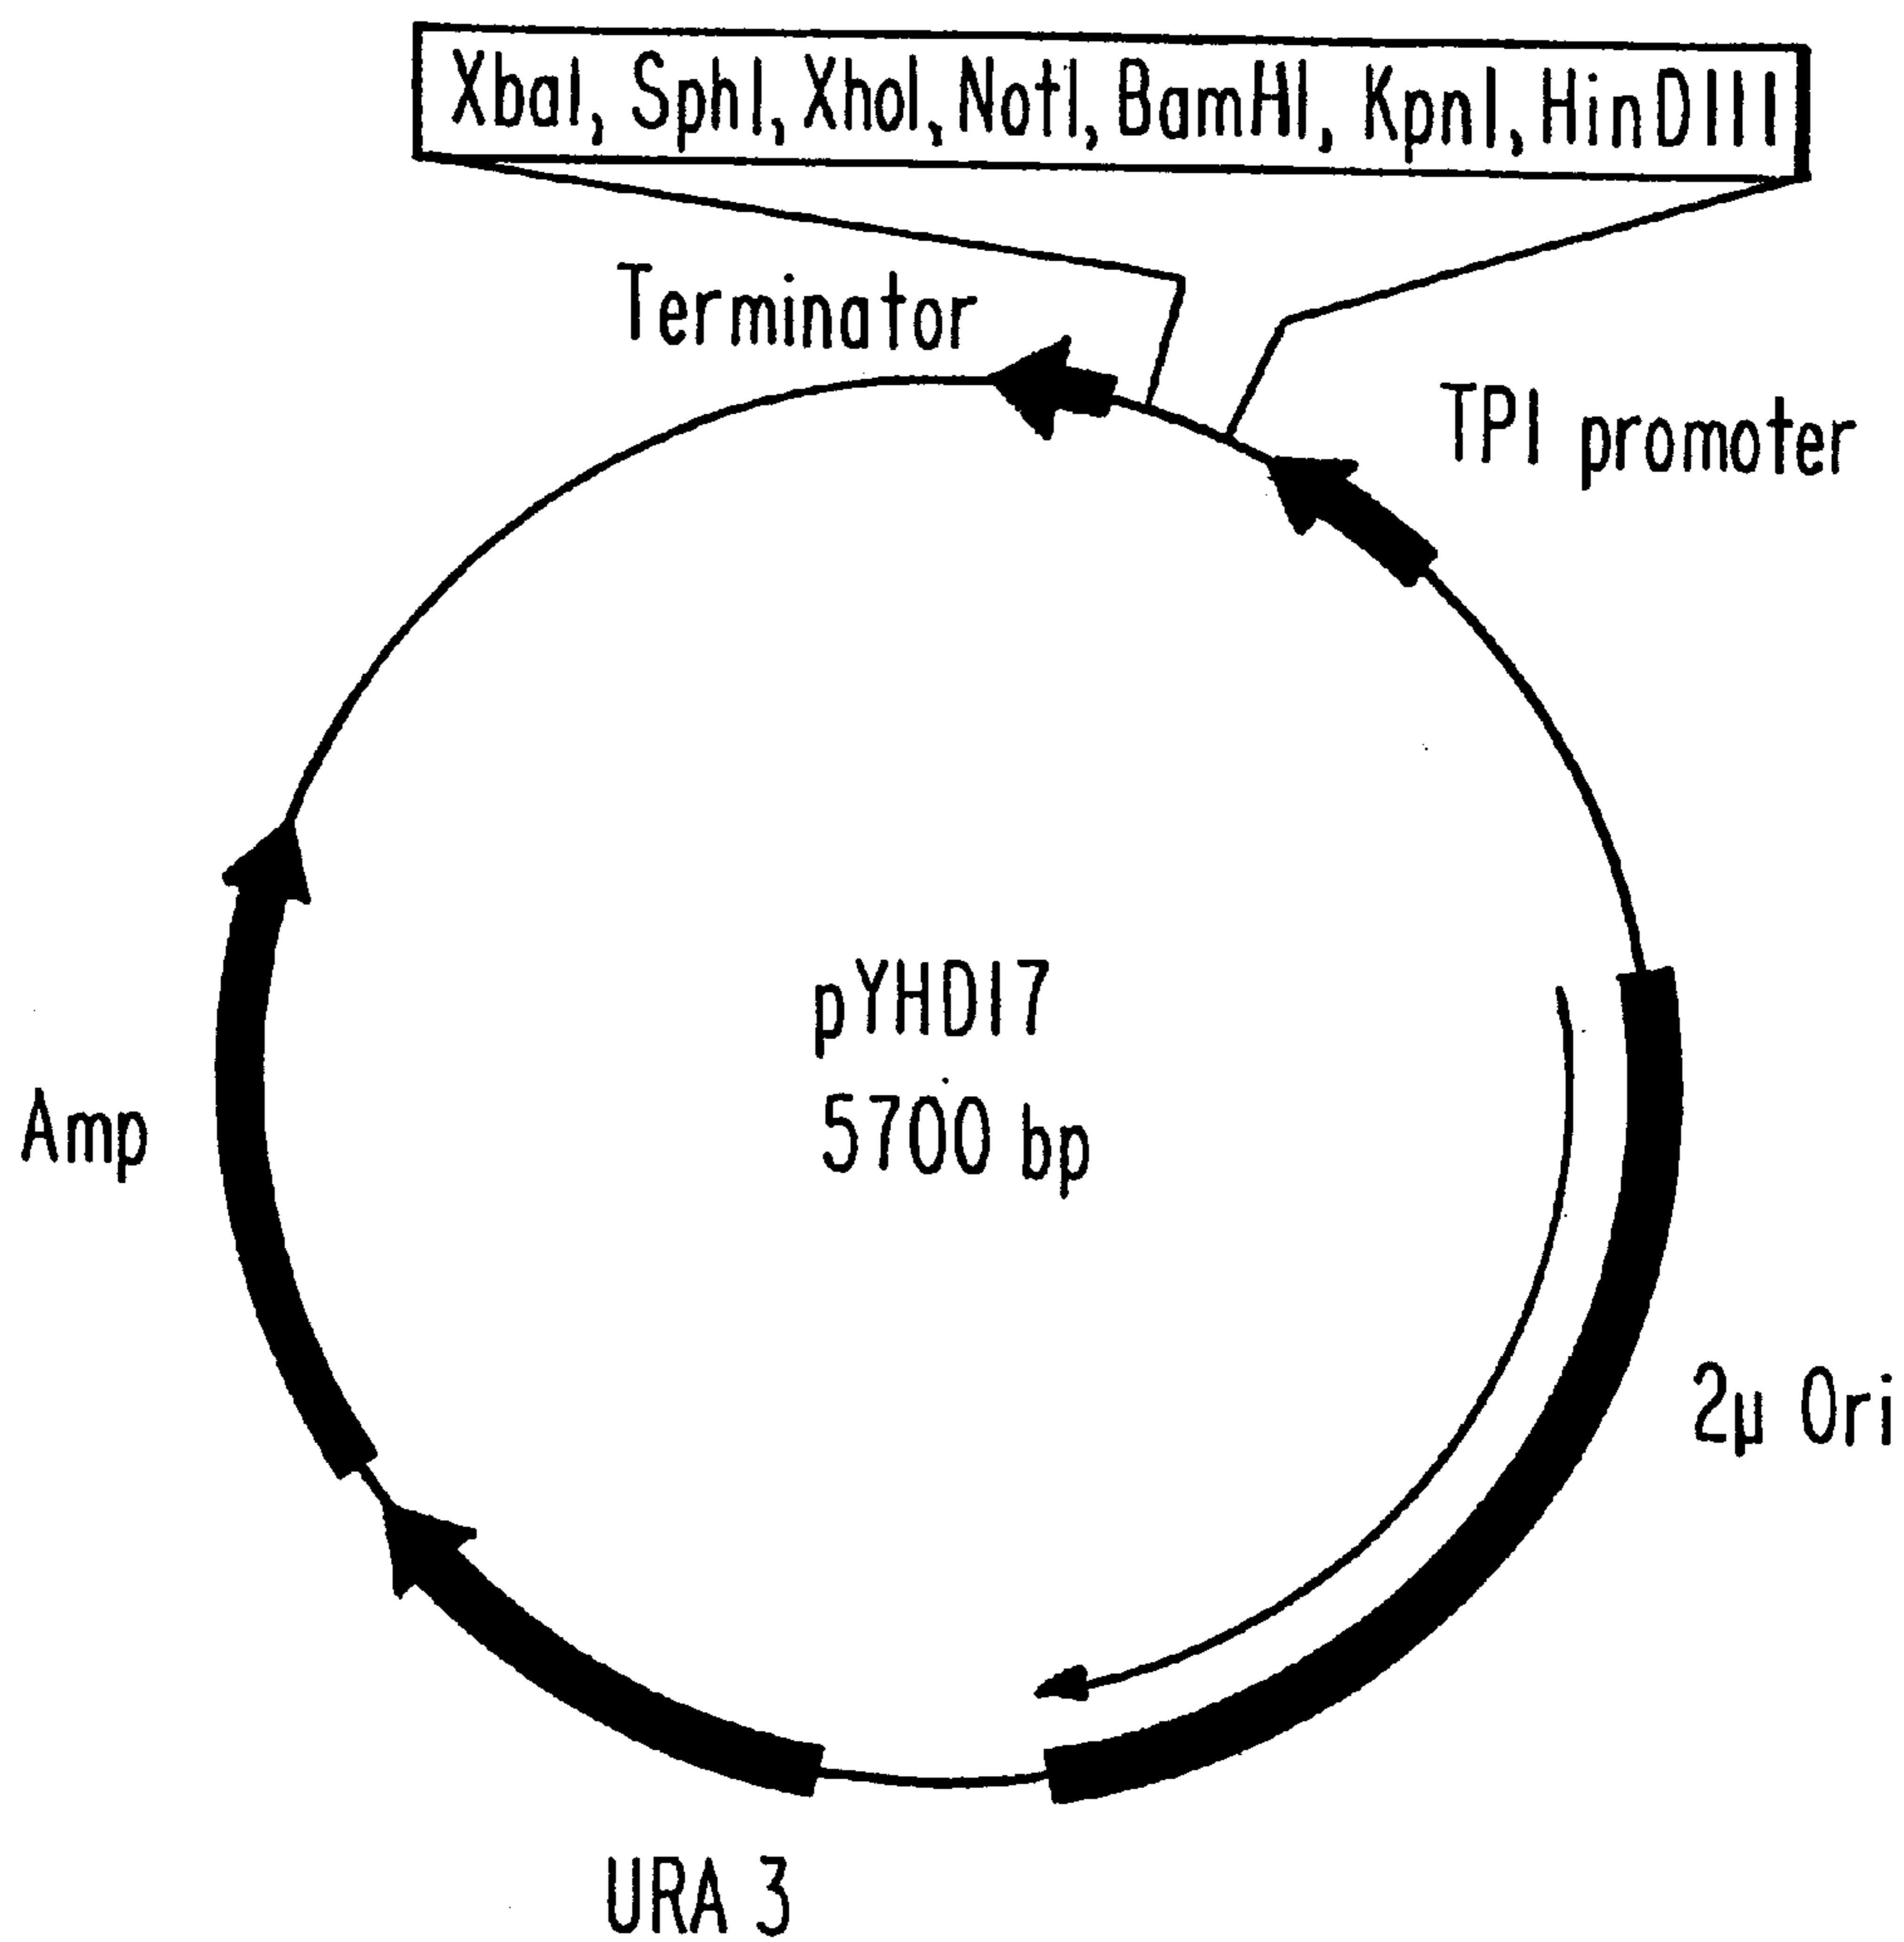 XbaI, SphI, XhoI, NotI, BamHI, KpnI, HinDIII
Terminator
TPI promoter
pYHD17
5700 bp
Amp
2µ Ori
URA 3